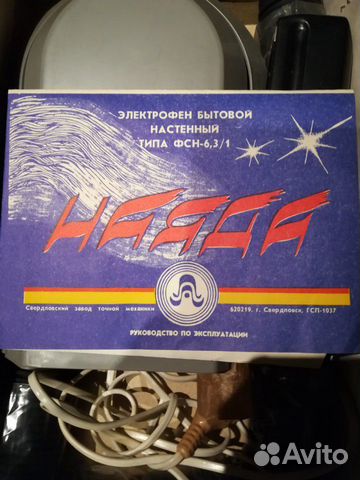 ЭЛЕКТРОФЕН БЫТОВОЙ
НАСТЕННЫЙ
ТИПА ФСН-6,3/1
НАЯДА
Свердловский завод точной механики 620219, г. Свердловск, ГСП-1037
РУКОВОДСТВО ПО ЭКСПЛУАТАЦИИ
Avito